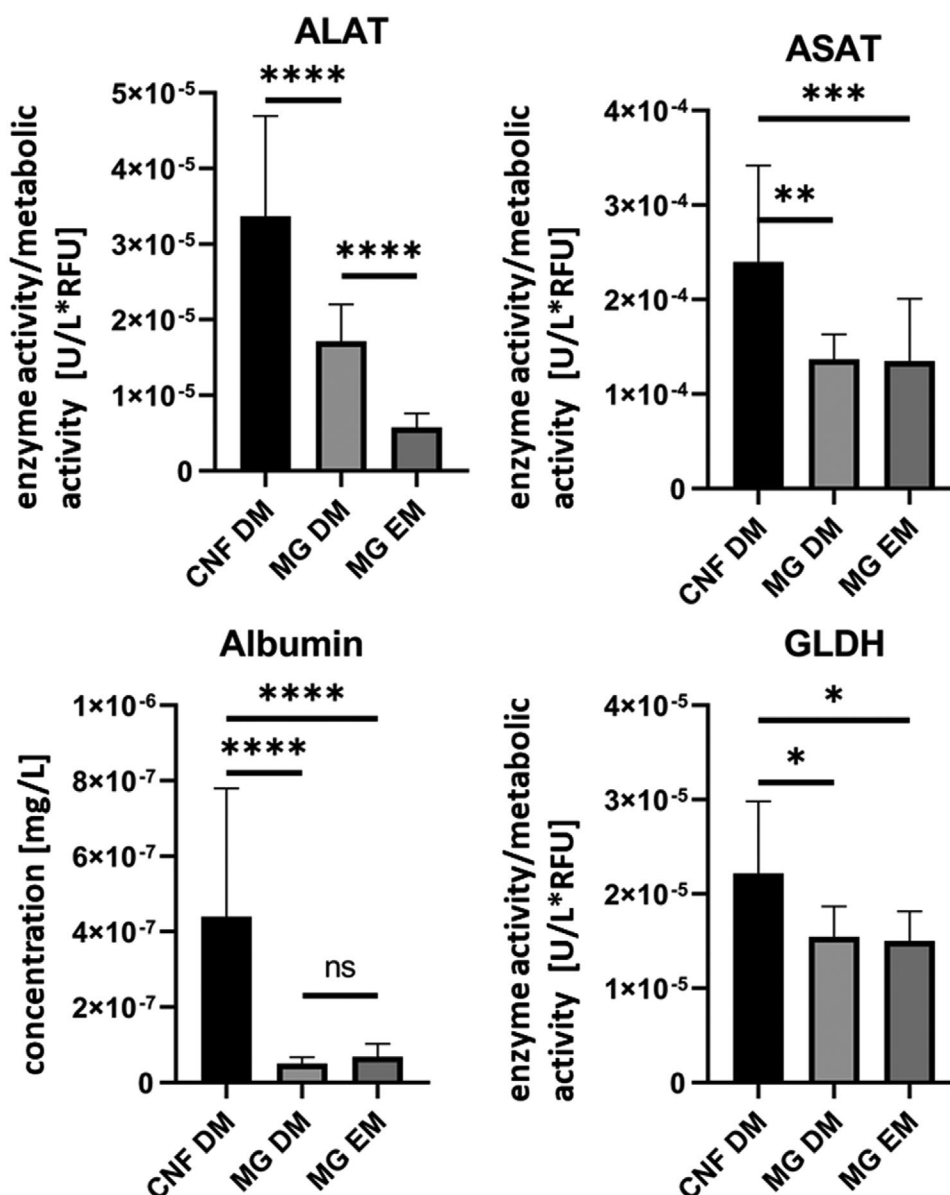 ALAT
****
****
5×10⁻⁵
4×10⁻⁵
3×10⁻⁵
2×10⁻⁵
1×10⁻⁵
0
enzyme activity/metabolic
activity [U/L*RFU]
CNF DM
MG DM
MG EM
ASAT
***
**
4×10⁻⁴
3×10⁻⁴
2×10⁻⁴
1×10⁻⁴
0
enzyme activity/metabolic
activity [U/L*RFU]
CNF DM
MG DM
MG EM
Albumin
****
****
ns
1×10⁻⁶
8×10⁻⁷
6×10⁻⁷
4×10⁻⁷
2×10⁻⁷
0
concentration [mg/L]
CNF DM
MG DM
MG EM
GLDH
*
*
4×10⁻⁵
3×10⁻⁵
2×10⁻⁵
1×10⁻⁵
0
enzyme activity/metabolic
activity [U/L*RFU]
CNF DM
MG DM
MG EM